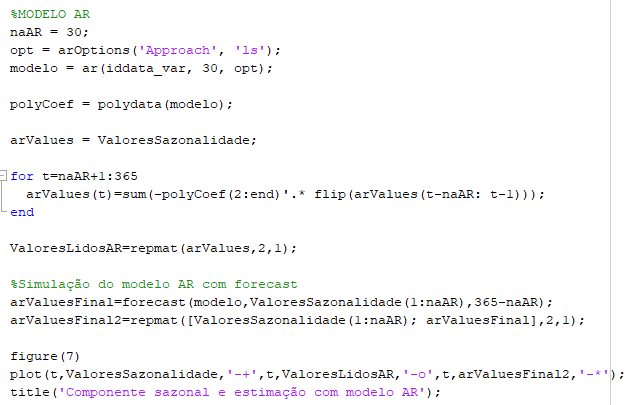 %MODELO AR
naAR = 30;
opt = arOptions('Approach', 'ls');
modelo = ar(iddata_var, 30, opt);
polyCoef = polydata(modelo);
arValues = ValoresSazonalidade;
for t=naAR+1:365
arValues(t)=sum(-polyCoef(2:end)'.* flip(arValues(t-naAR: t-1)));
end
ValoresLidosAR=repmat(arValues,2,1);
%Simulação do modelo AR com forecast
arValuesFinal=forecast(modelo,ValoresSazonalidade(1:naAR),365-naAR);
arValuesFinal2=repmat([ValoresSazonalidade(1:naAR); arValuesFinal],2,1);
figure(7)
plot(t,ValoresSazonalidade,'-+',t,ValoresLidosAR,'-o',t,arValuesFinal2,'-*');
title('Componente sazonal e estimação com modelo AR');